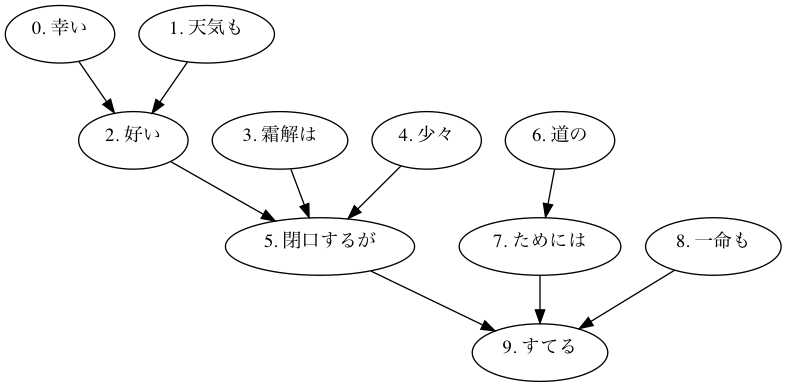 0. 幸い
1. 天気も
2. 好い
3. 霜解は
4. 少々
6. 道の
5. 閉口するが
7. ためには
8. 一命も
9. すてる